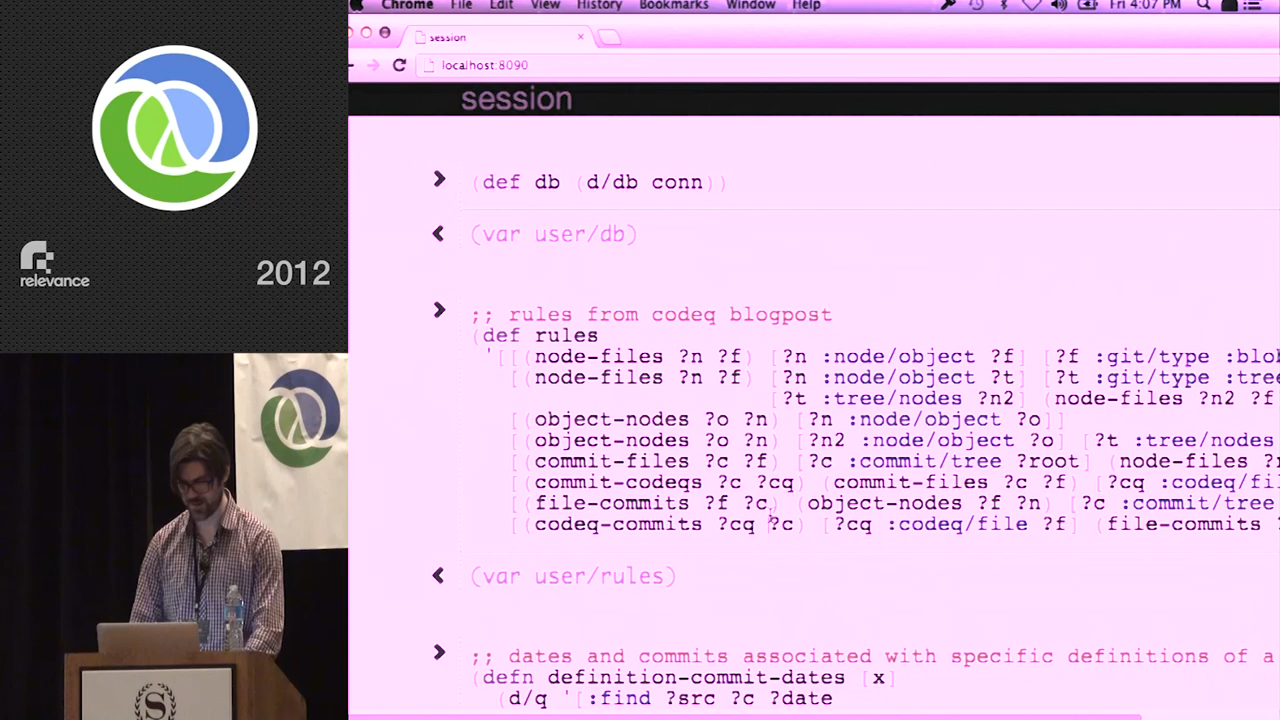 Chrome File Edit View History Bookmarks Window Help Fri 4:07 PM
session
localhost:8090
session
(def db (d/db conn))
(var user/db)
;; rules from codeq blogpost
(def rules
'[[(node-files ?n ?f) [?n :node/object ?f] [?f :git/type :blo
[(node-files ?n ?f) [?n :node/object ?t] [?t :git/type :tre
[?t :tree/nodes ?n2] (node-files ?n2 ?f
[(object-nodes ?o ?n) [?n :node/object ?o]]
[(object-nodes ?o ?n) [?n2 :node/object ?o] [?t :tree/nodes
[(commit-files ?c ?f) [?c :commit/tree ?root] (node-files ?r
[(commit-codeqs ?c ?cq) (commit-files ?c ?f) [?cq :codeq/fil
[(file-commits ?f ?c) (object-nodes ?f ?n) [?c :commit/tree
[(codeq-commits ?cq ?c) [?cq :codeq/file ?f] (file-commits ?
(var user/rules)
;; dates and commits associated with specific definitions of a
(defn definition-commit-dates [x]
(d/q '[:find ?src ?c ?date
relevance
2012
S